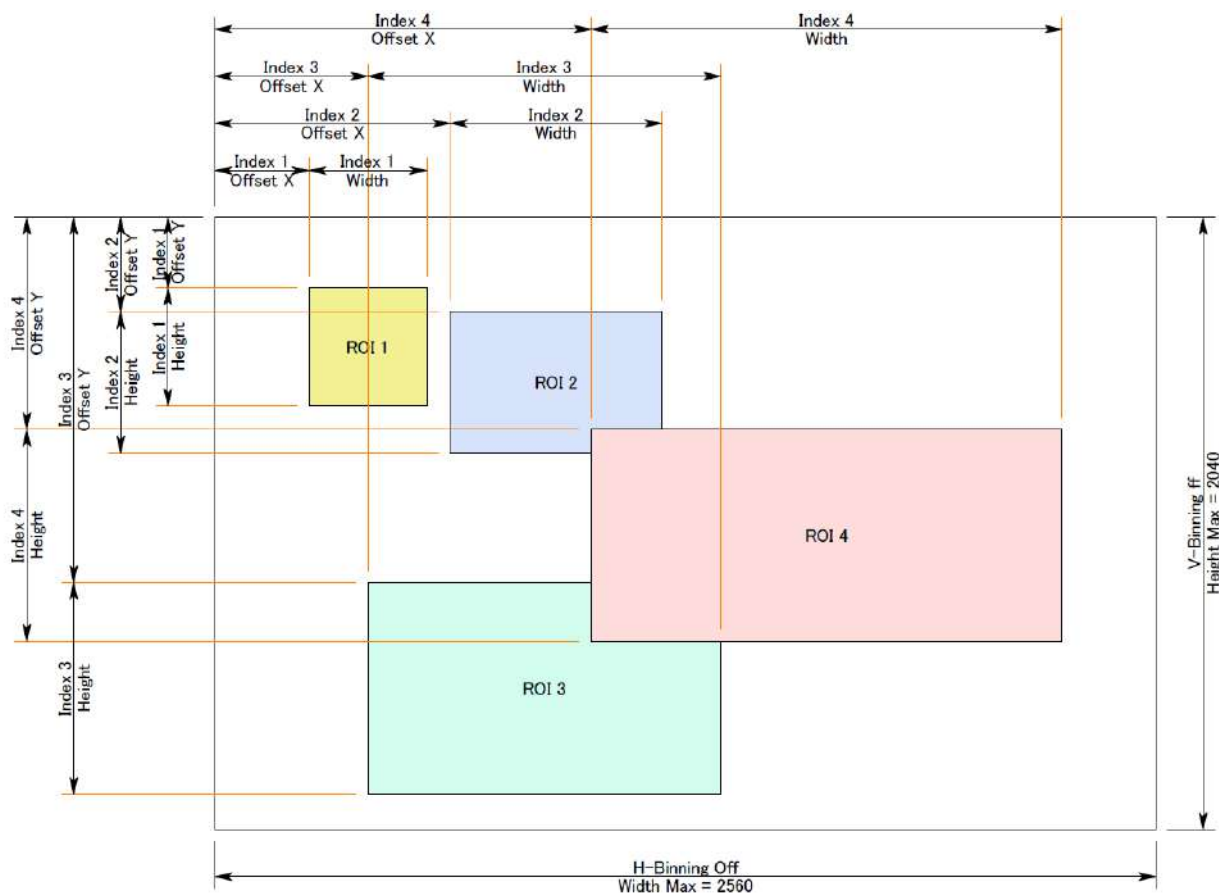 Index 4
Offset X
Index 4
Width
Index 3
Offset X
Index 3
Width
Index 2
Offset X
Index 2
Width
Index 1
Offset X
Index 1
Width
Index 1
Offset Y
Index 2
Offset Y
Index 4
Offset Y
Index 3
Offset Y
Index 1
Height
Index 2
Height
ROI 1
ROI 2
Index 4
Height
ROI 4
V-Binning ff
Height Max = 2040
Index 3
Height
ROI 3
H-Binning Off
Width Max = 2560